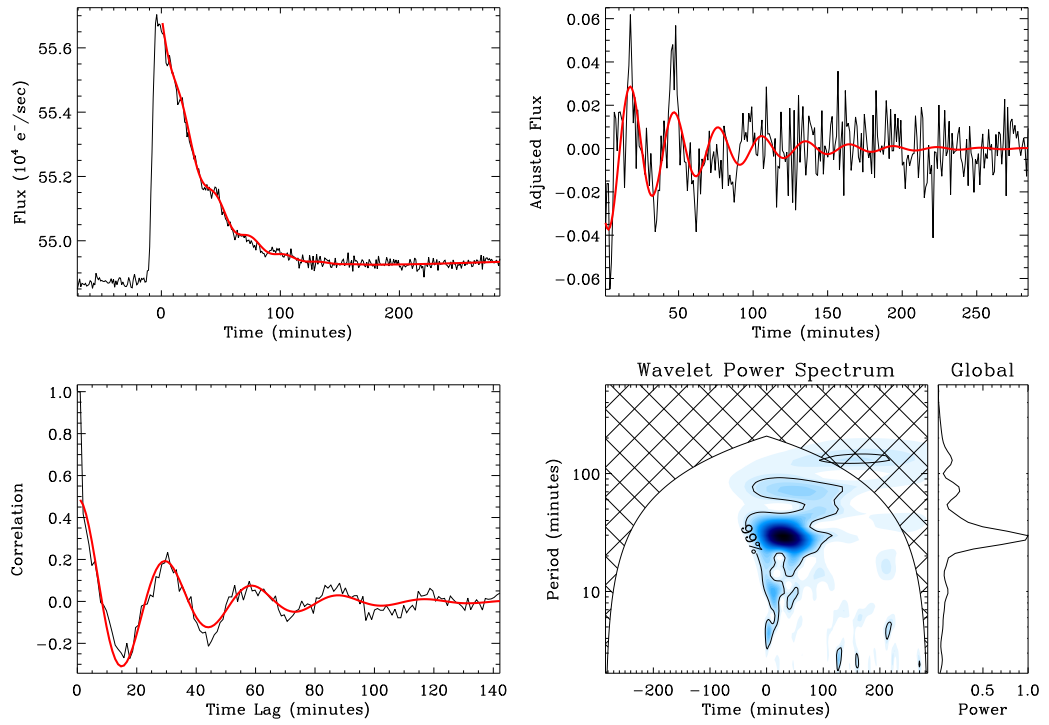 55.6
55.4
55.2
55.0
Flux (10⁴ e⁻/sec)
0 100 200
Time (minutes)
0.06
0.04
0.02
0.00
−0.02
−0.04
−0.06
Adjusted Flux
50 100 150 200 250
Time (minutes)
1.0
0.8
0.6
0.4
0.2
0.0
−0.2
Correlation
0 20 40 60 80 100 120 140
Time Lag (minutes)
Wavelet Power Spectrum
100
10
Period (minutes)
99%
−200 −100 0 100 200
Time (minutes)
Global
0.5 1.0
Power